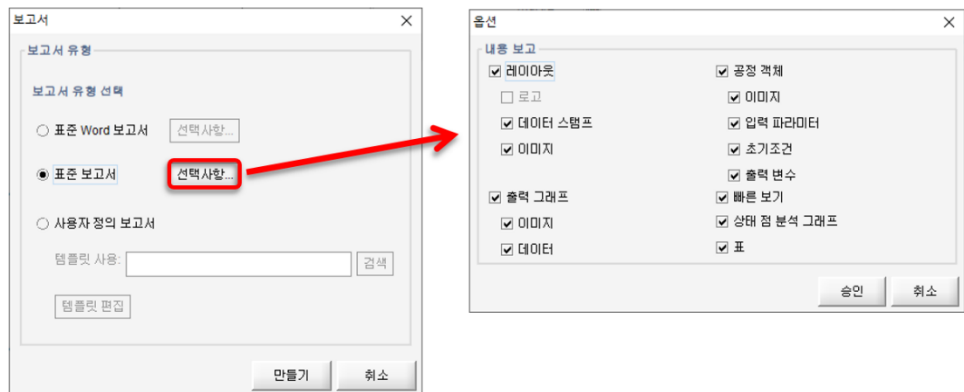 보고서
보고서 유형
보고서 유형 선택
표준 Word 보고서
선택사항...
표준 보고서
선택사항...
사용자 정의 보고서
템플릿 사용:
검색
템플릿 편집
만들기
취소
옵션
내용 보고
레이아웃
로고
데이터 스탬프
이미지
출력 그래프
이미지
데이터
공정 객체
이미지
입력 파라미터
초기조건
출력 변수
빠른 보기
상태 점 분석 그래프
표
승인
취소